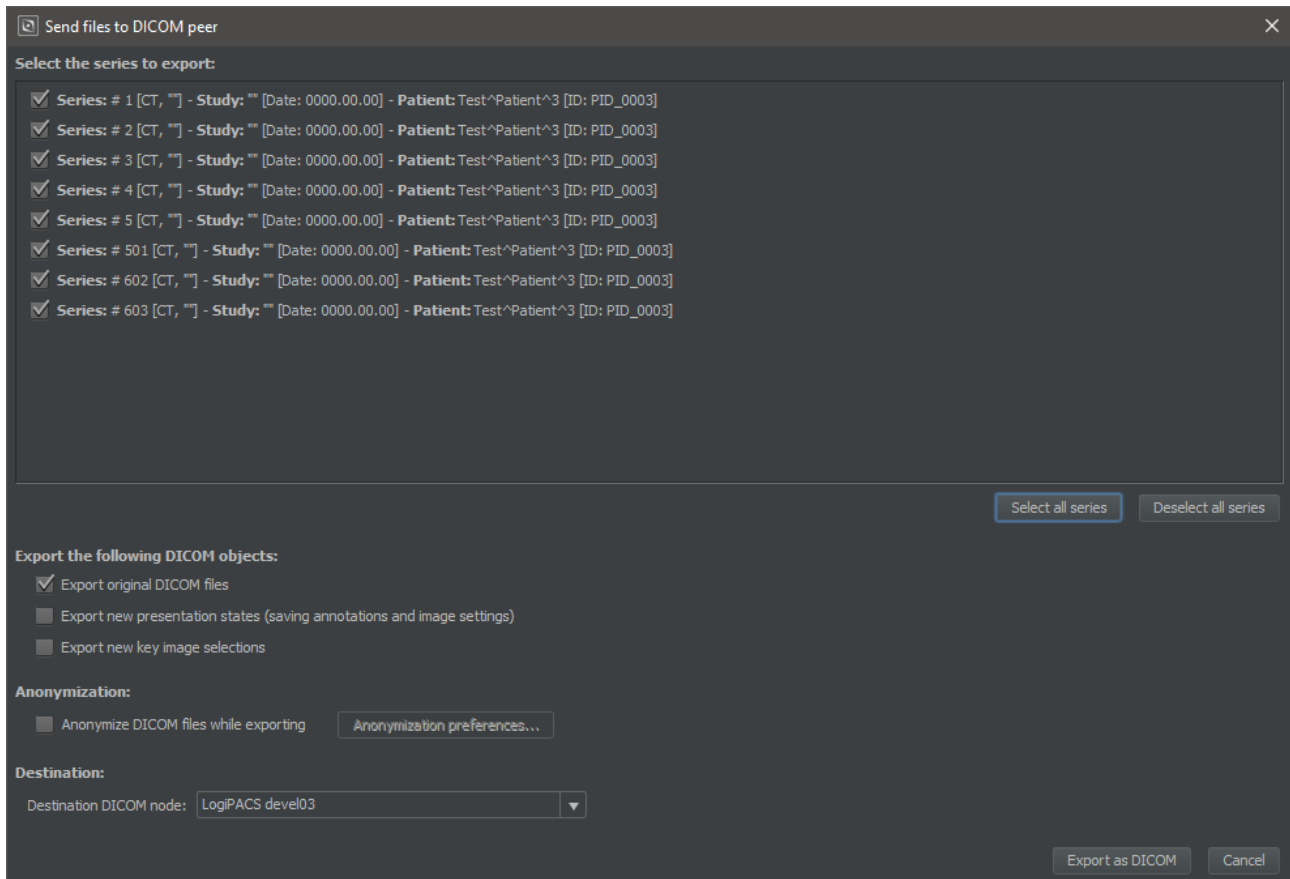 Send files to DICOM peer
Select the series to export:
Series: # 1 [CT, ""] - Study: "" [Date: 0000.00.00] - Patient: Test^Patient^3 [ID: PID_0003]
Series: # 2 [CT, ""] - Study: "" [Date: 0000.00.00] - Patient: Test^Patient^3 [ID: PID_0003]
Series: # 3 [CT, ""] - Study: "" [Date: 0000.00.00] - Patient: Test^Patient^3 [ID: PID_0003]
Series: # 4 [CT, ""] - Study: "" [Date: 0000.00.00] - Patient: Test^Patient^3 [ID: PID_0003]
Series: # 5 [CT, ""] - Study: "" [Date: 0000.00.00] - Patient: Test^Patient^3 [ID: PID_0003]
Series: # 501 [CT, ""] - Study: "" [Date: 0000.00.00] - Patient: Test^Patient^3 [ID: PID_0003]
Series: # 602 [CT, ""] - Study: "" [Date: 0000.00.00] - Patient: Test^Patient^3 [ID: PID_0003]
Series: # 603 [CT, ""] - Study: "" [Date: 0000.00.00] - Patient: Test^Patient^3 [ID: PID_0003]
Select all series Deselect all series
Export the following DICOM objects:
Export original DICOM files
Export new presentation states (saving annotations and image settings)
Export new key image selections
Anonymization:
Anonymize DICOM files while exporting Anonymization preferences...
Destination:
Destination DICOM node: LogiPACS devel03
Export as DICOM Cancel